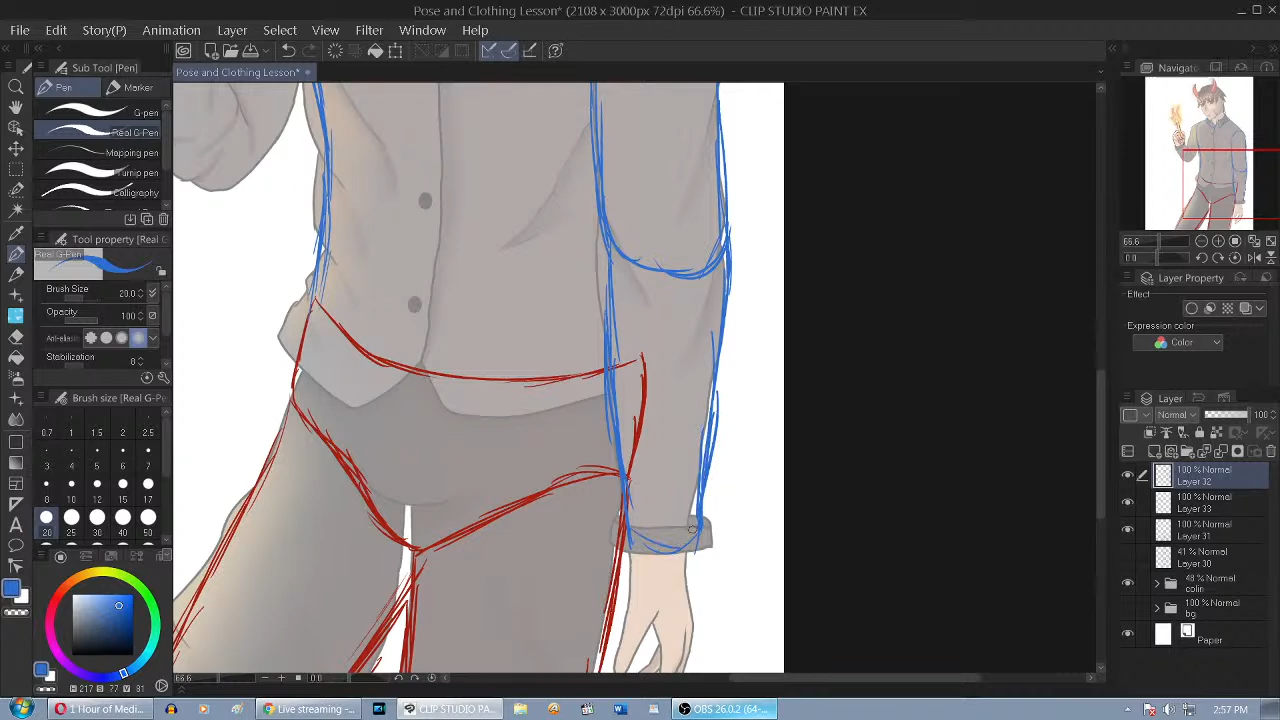 Pose and Clothing Lesson* (2108 x 3000px 72dpi 66.6%) - CLIP STUDIO PAINT EX
File Edit Story(P) Animation Layer Select View Filter Window Help
Sub Tool [Pen]
Pose and Clothing Lesson*
Navigato
Pen Marker
G-pen
Real G-Pen
Mapping pen
Turnip pen
Calligraphy
Tool property [Real G
Real G-Pen
Brush Size 20.0
Opacity 100
Stabilization 6
Brush size [Real G-Pe
0.7 1 1.5 2 2.5
3 4 5 6 7
8 10 12 15 17
20 25 30 40 50
H 217 S 77 V 81
66.6 0.0
66.6
0.0
Layer Property
Effect
Expression color
Color
Layer
Normal 100
100 % Normal
Layer 32
100 % Normal
Layer 33
100 % Normal
Layer 31
41 % Normal
Layer 30
48 % Normal
colin
100 % Normal
bg
Paper
1 Hour of Medi...
Live streaming -...
CLIP STUDIO PA...
OBS 26.0.2 (64-...
2:57 PM